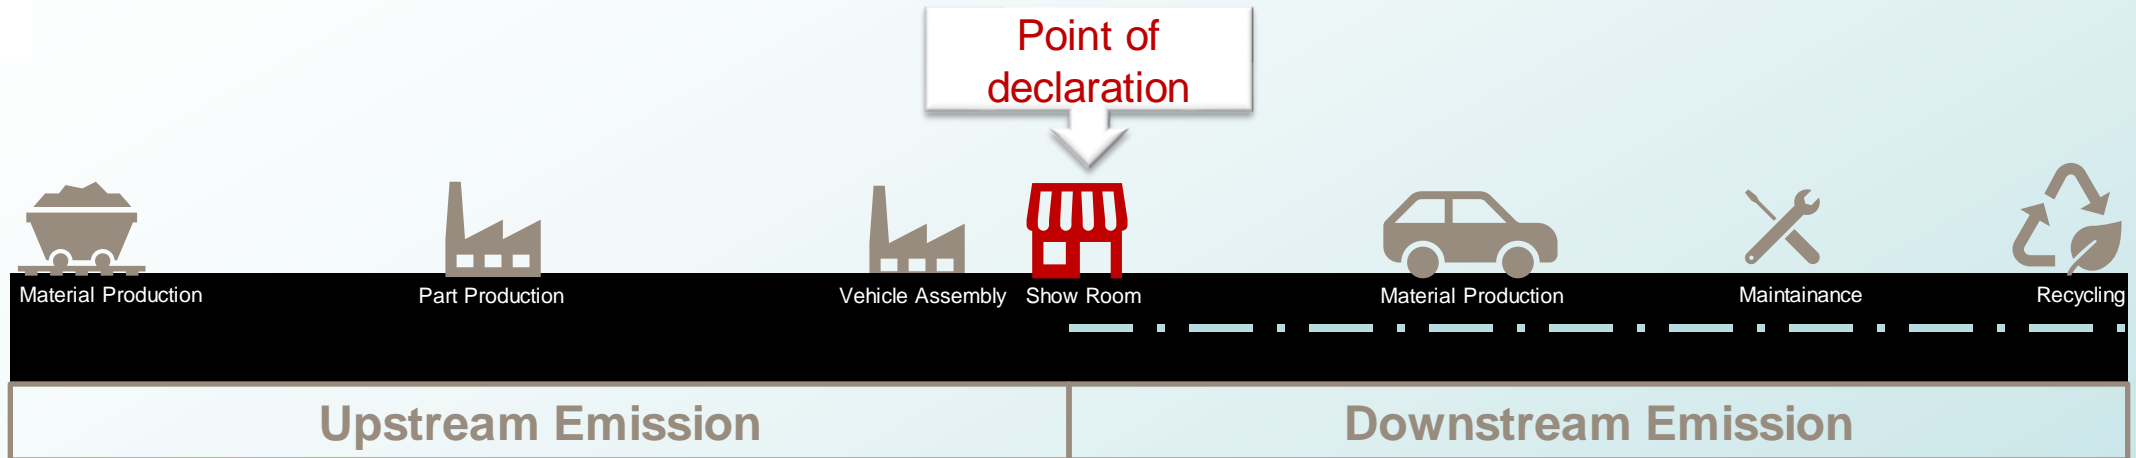 Point of
declaration
Material Production
Part Production
Vehicle Assembly
Show Room
Material Production
Maintainance
Recycling
Upstream Emission
Downstream Emission